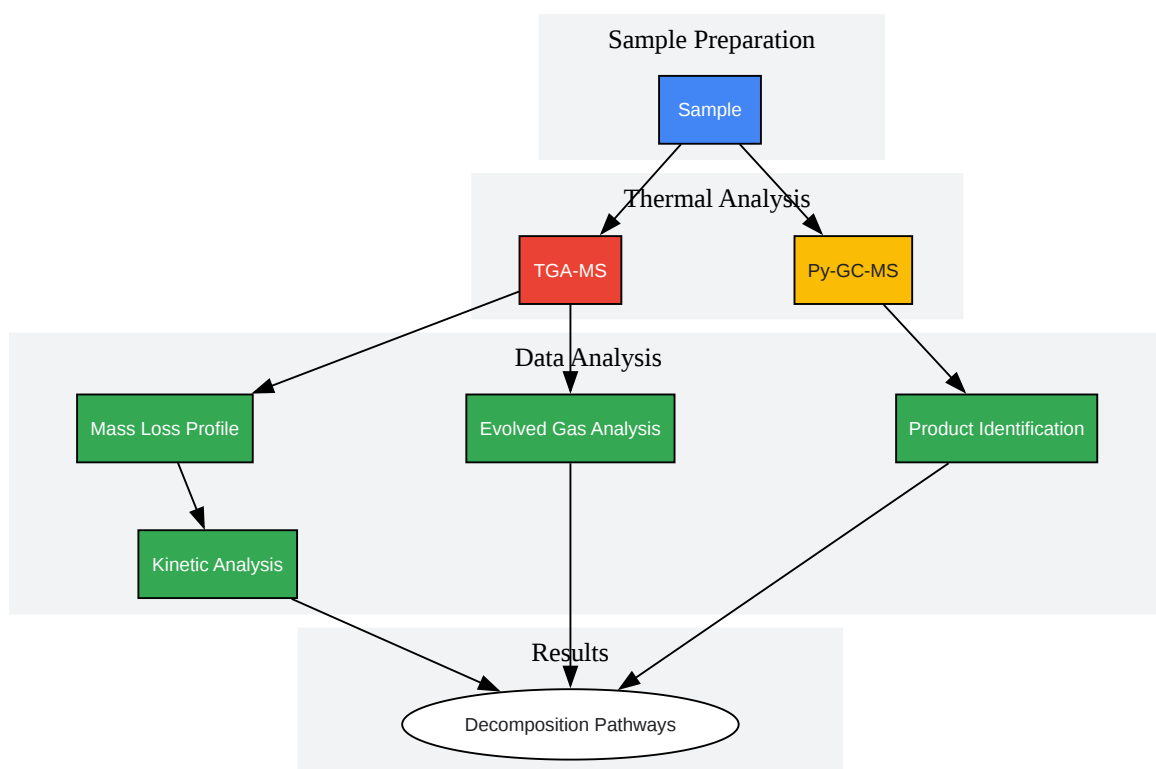 Sample Preparation
Sample
Thermal Analysis
TGA-MS
Py-GC-MS
Data Analysis
Mass Loss Profile
Evolved Gas Analysis
Product Identification
Kinetic Analysis
Results
Decomposition Pathways